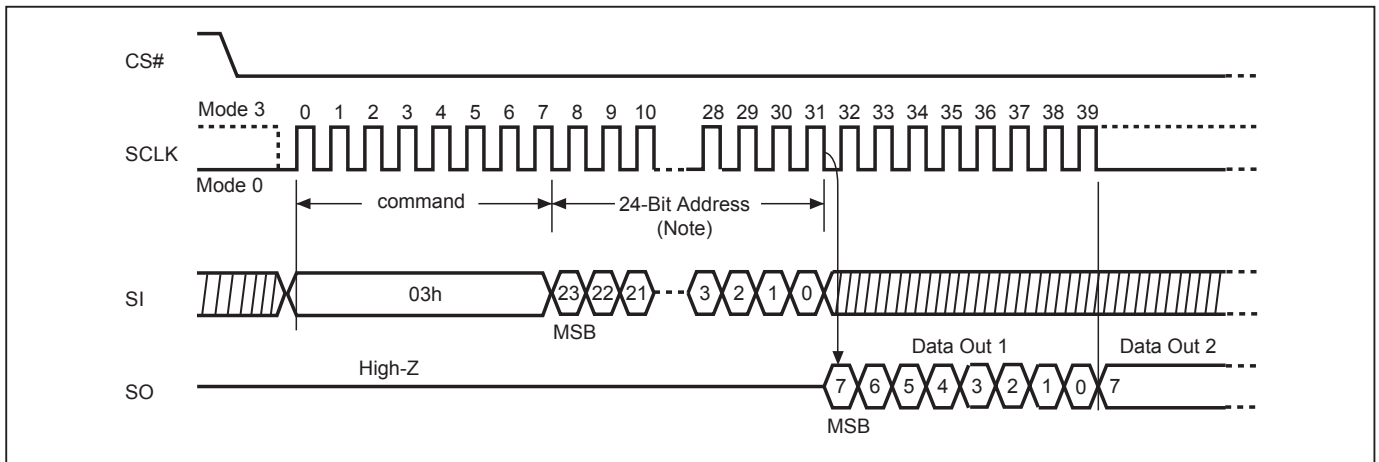 CS#
Mode 3
0 1 2 3 4 5 6 7 8 9 10 28 29 30 31 32 33 34 35 36 37 38 39
SCLK
Mode 0
command
24-Bit Address
(Note)
SI
03h
23 22 21 3 2 1 0
MSB
Data Out 1
Data Out 2
High-Z
SO
7 6 5 4 3 2 1 0 7
MSB